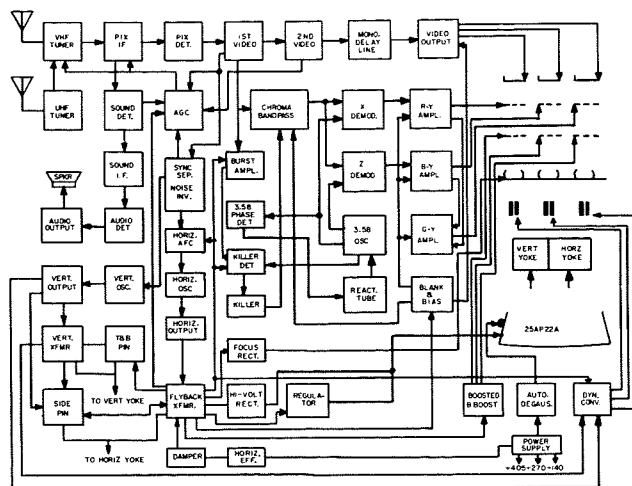 VHF
TUNER
PIX
IF
PIX
DET.
1ST
VIDEO
2ND
VIDEO
MONO.
DELAY
LINE
VIDEO
OUTPUT
UHF
TUNER
SOUND
DET.
AGC
CHROMA
BANDPASS
X
DEMOD.
R-Y
AMPL.
SOUND
I.F.
SYNC
SEP.
NOISE
INV.
BURST
AMPL.
Z
DEMOD
B-Y
AMPL
SPKR
AUDIO
OUTPUT
AUDIO
DET
HORIZ.
AFC
3.58
PHASE
DET
3.58
OSC
G-Y
AMPL.
VERT.
OUTPUT
VERT.
OSC.
HORIZ.
OSC
KILLER
DET
KILLER
REACT.
TUBE
BLANK
&
BIAS
VERT
YOKE
HORZ
YOKE
VERT.
XFMR
T&B
PIN
HORIZ.
OUTPUT
FOCUS
RECT.
25AP22A
TO VERT YOKE
SIDE
PIN
FLYBACK
XFMR.
HI-VOLT
RECT.
REGULA-
TOR
BOOSTED
B BOOST
AUTO.
DEGAUS.
DYN.
CONV.
TO HORIZ YOKE
DAMPER
HORIZ.
EFF.
POWER
SUPPLY
+405+270-140